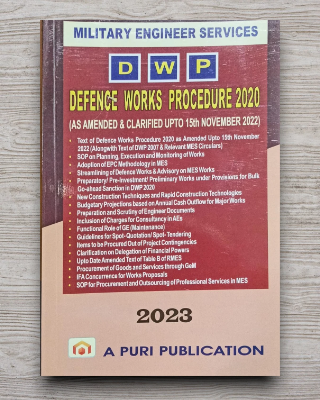 MILITARY ENGINEER SERVICES
D W P
DEFENCE WORKS PROCEDURE 2020
(AS AMENDED & CLARIFIED UPTO 15th NOVEMBER 2022)
• Text of Defence Works Procedure 2020 as Amended Upto 15th November
2022 (Alongwith Text of DWP 2007 & Relevant MES Circulars)
• SOP on Planning, Execution and Monitoring of Works
• Adoption of EPC Methodology in MES
• Streamlining of Defence Works & Advisory on MES Works
• Preparatory/ Pre-Investment/ Preliminary Works under Provisions for Bulk
Go-ahead Sanction in DWP 2020
• New Construction Techniques and Rapid Construction Technologies
• Budgetary Projections based on Annual Cash Outflow for Major Works
• Preparation and Scrutiny of Engineer Documents
• Inclusion of Charges for Consultancy in AEs
• Functional Role of GE (Maintenance)
• Guidelines for Spot- Quotation/ Spot- Tendering
• Items to be Procured Out of Project Contingencies
• Clarification on Delegation of Financial Powers
• Upto Date Amended Text of Table B of RMES
• Procurement of Goods and Services through GeM
• IFA Concurrence for Works Proposals
• SOP for Procurement and Outsourcing of Professional Services in MES
2023
A PURI PUBLICATION